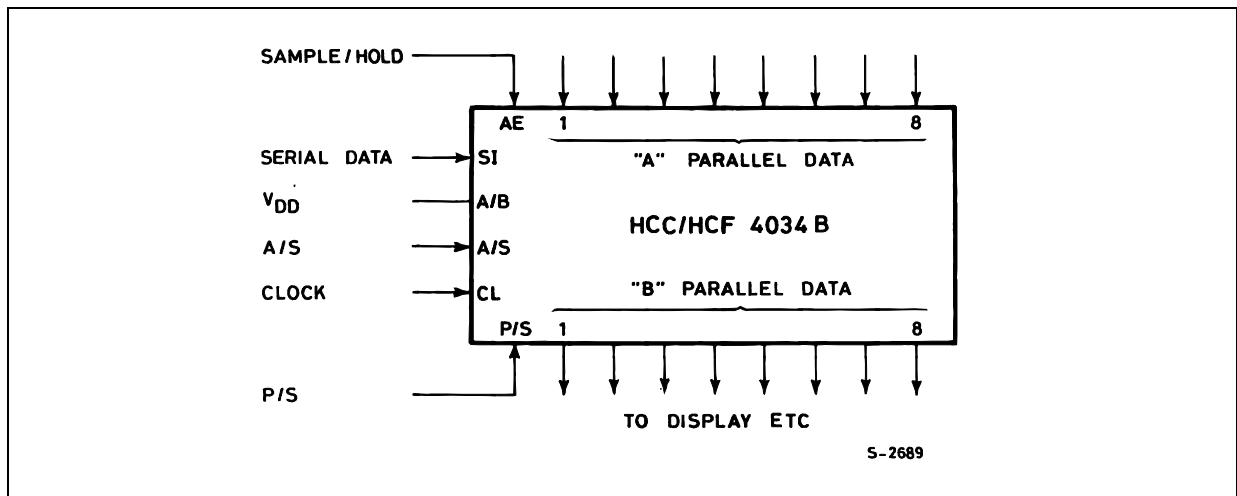 SAMPLE/HOLD
AE 1 8
SERIAL DATA SI "A" PARALLEL DATA
VDD A/B
HCC/HCF 4034B
A/S A/S
CLOCK CL "B" PARALLEL DATA
P/S 1 8
P/S
TO DISPLAY ETC
S-2689